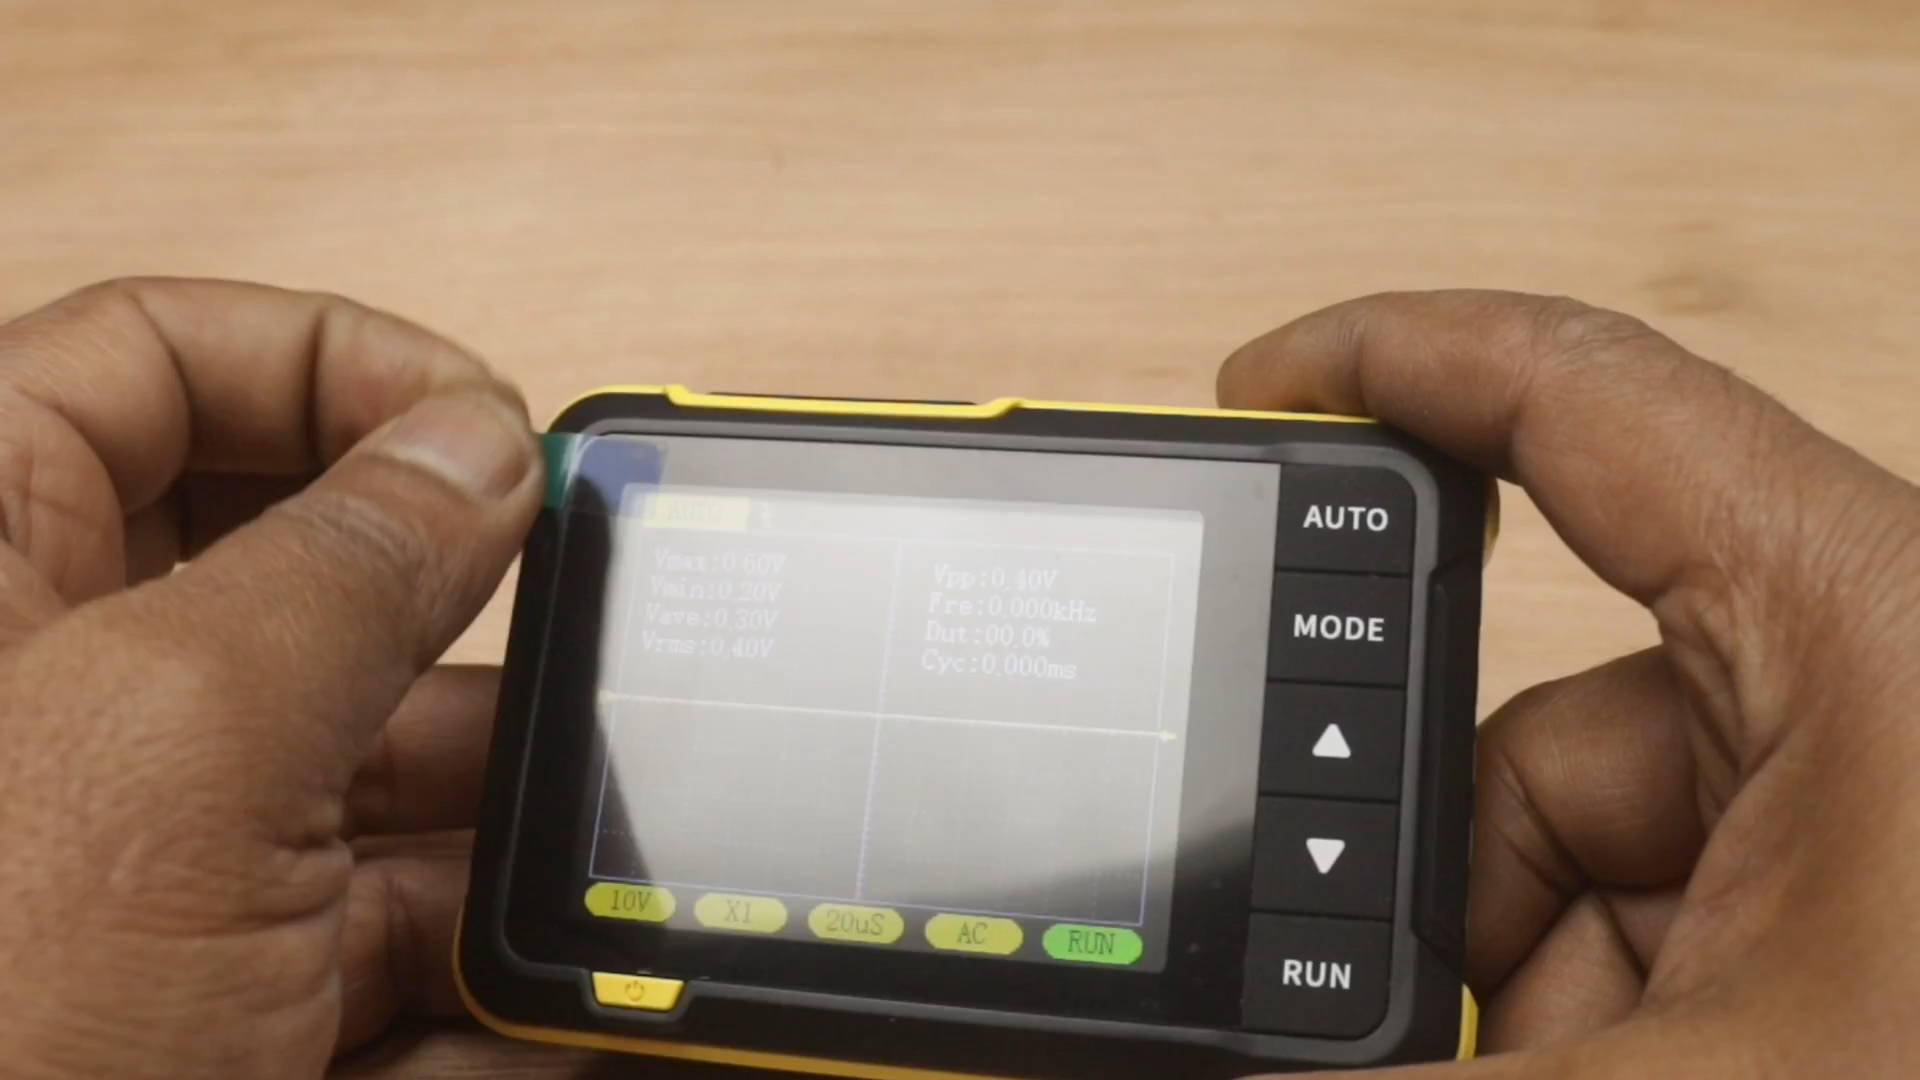 AUTO
Vmax:0.60V
Vmin:0.20V
Vave:0.30V
Vrms:0.40V
Vpp:0.40V
Fre:0.000kHz
Dut:00.0%
Cyc:0.000ms
10V
X1
20uS
AC
RUN
AUTO
MODE
RUN